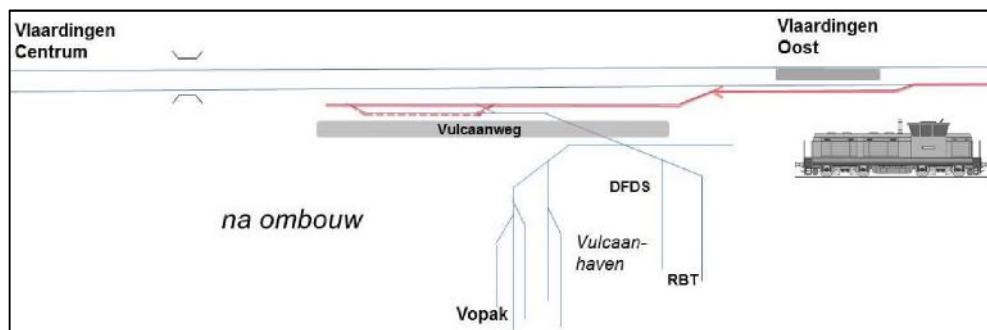 Vlaardingen
Centrum
Vlaardingen
Oost
Vulcaanweg
DFDS
na ombouw
Vulcaan-
haven
RBT
Vopak